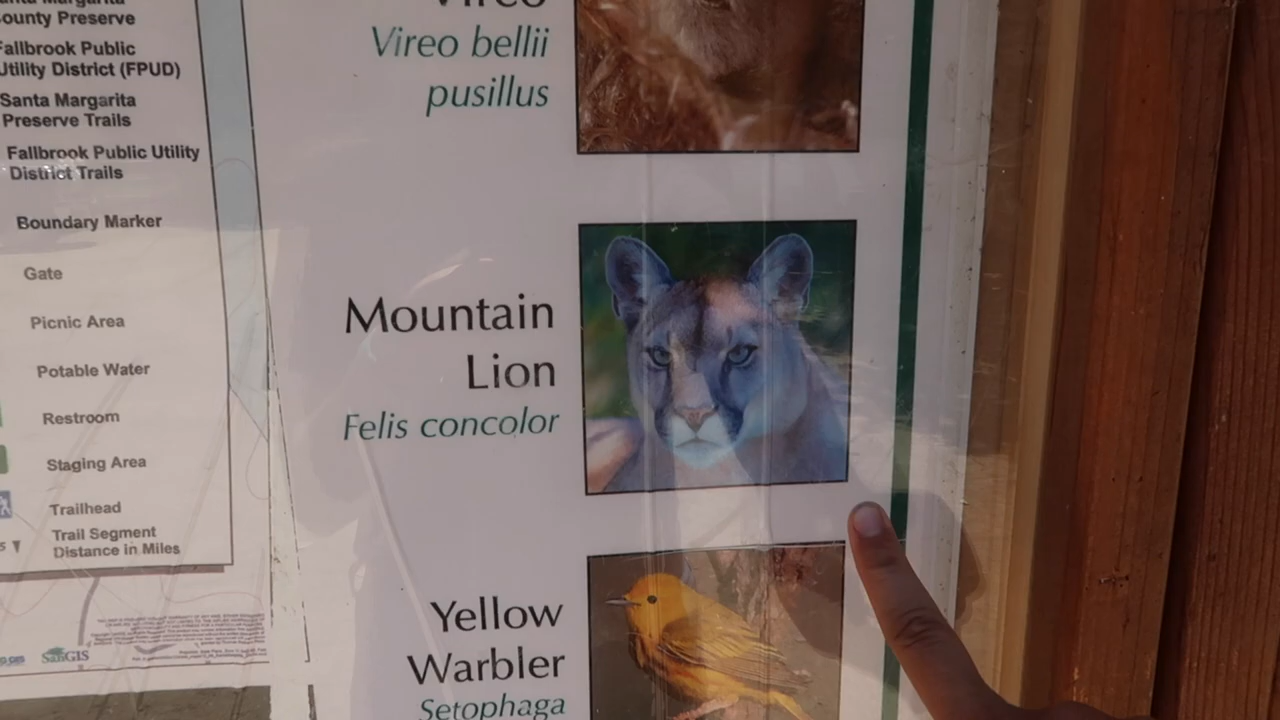 ounty Preserve
Fallbrook Public
Utility District (FPUD)
Santa Margarita
Preserve Trails
Fallbrook Public Utility
District Trails
Boundary Marker
Gate
Picnic Area
Potable Water
Restroom
Staging Area
Trailhead
Trail Segment
Distance in Miles
SanGIS
Vireo
Vireo bellii
pusillus
Mountain
Lion
Felis concolor
Yellow
Warbler
Setophaga